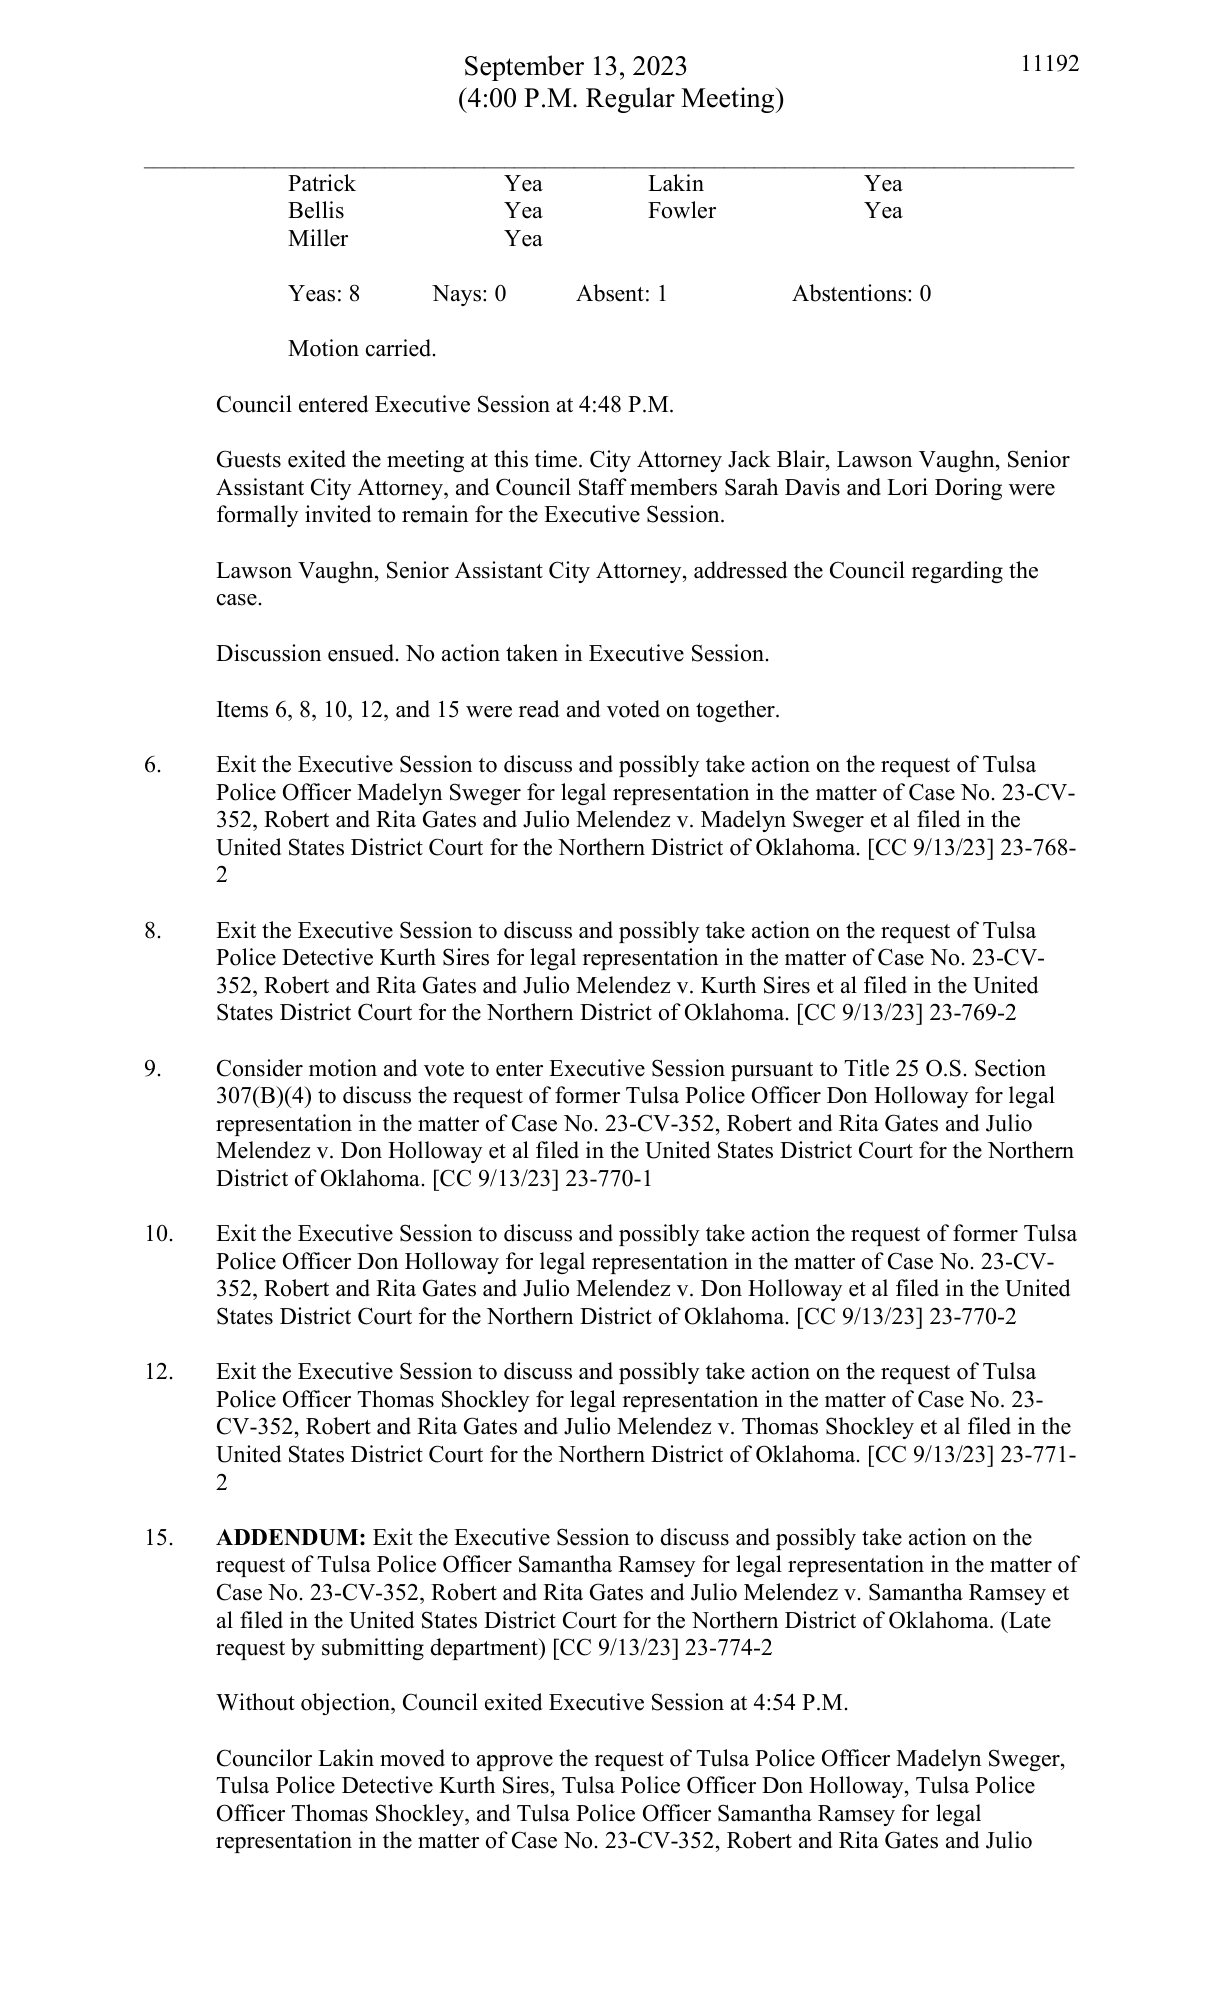 September 13, 2023 11192
(4:00 P.M. Regular Meeting)
Patrick Yea Lakin Yea
Bellis Yea Fowler Yea
Miller Yea
Yeas: 8 Nays: 0 Absent: 1 Abstentions: 0
Motion carried.
Council entered Executive Session at 4:48 P.M.
Guests exited the meeting at this time. City Attorney Jack Blair, Lawson Vaughn, Senior
Assistant City Attorney, and Council Staff members Sarah Davis and Lori Doring were
formally invited to remain for the Executive Session.
Lawson Vaughn, Senior Assistant City Attorney, addressed the Council regarding the
case.
Discussion ensued. No action taken in Executive Session.
Items 6, 8, 10, 12, and 15 were read and voted on together.
6. Exit the Executive Session to discuss and possibly take action on the request of Tulsa
Police Officer Madelyn Sweger for legal representation in the matter of Case No. 23-CV-
352, Robert and Rita Gates and Julio Melendez v. Madelyn Sweger et al filed in the
United States District Court for the Northern District of Oklahoma. [CC 9/13/23] 23-768-
2
8. Exit the Executive Session to discuss and possibly take action on the request of Tulsa
Police Detective Kurth Sires for legal representation in the matter of Case No. 23-CV-
352, Robert and Rita Gates and Julio Melendez v. Kurth Sires et al filed in the United
States District Court for the Northern District of Oklahoma. [CC 9/13/23] 23-769-2
9. Consider motion and vote to enter Executive Session pursuant to Title 25 O.S. Section
307(B)(4) to discuss the request of former Tulsa Police Officer Don Holloway for legal
representation in the matter of Case No. 23-CV-352, Robert and Rita Gates and Julio
Melendez v. Don Holloway et al filed in the United States District Court for the Northern
District of Oklahoma. [CC 9/13/23] 23-770-1
10. Exit the Executive Session to discuss and possibly take action the request of former Tulsa
Police Officer Don Holloway for legal representation in the matter of Case No. 23-CV-
352, Robert and Rita Gates and Julio Melendez v. Don Holloway et al filed in the United
States District Court for the Northern District of Oklahoma. [CC 9/13/23] 23-770-2
12. Exit the Executive Session to discuss and possibly take action on the request of Tulsa
Police Officer Thomas Shockley for legal representation in the matter of Case No. 23-
CV-352, Robert and Rita Gates and Julio Melendez v. Thomas Shockley et al filed in the
United States District Court for the Northern District of Oklahoma. [CC 9/13/23] 23-771-
2
15. ADDENDUM: Exit the Executive Session to discuss and possibly take action on the
request of Tulsa Police Officer Samantha Ramsey for legal representation in the matter of
Case No. 23-CV-352, Robert and Rita Gates and Julio Melendez v. Samantha Ramsey et
al filed in the United States District Court for the Northern District of Oklahoma. (Late
request by submitting department) [CC 9/13/23] 23-774-2
Without objection, Council exited Executive Session at 4:54 P.M.
Councilor Lakin moved to approve the request of Tulsa Police Officer Madelyn Sweger,
Tulsa Police Detective Kurth Sires, Tulsa Police Officer Don Holloway, Tulsa Police
Officer Thomas Shockley, and Tulsa Police Officer Samantha Ramsey for legal
representation in the matter of Case No. 23-CV-352, Robert and Rita Gates and Julio